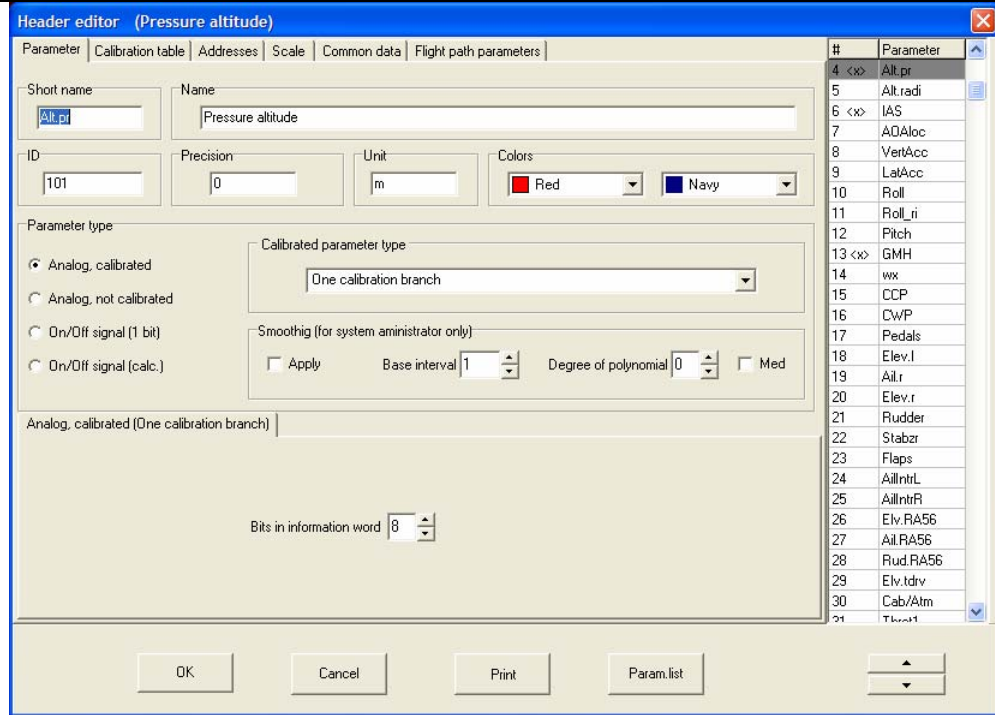 Header editor (Pressure altitude)
Parameter Calibration table Addresses Scale Common data Flight path parameters
Short name Name
Alt.pr Pressure altitude
ID Precision Unit Colors
101 0 m Red Navy
Parameter type
Analog, calibrated
Analog, not calibrated
On/Off signal (1 bit)
On/Off signal (calc.)
Calibrated parameter type
One calibration branch
Smoothig (for system aministrator only)
Apply Base interval 1 Degree of polynomial 0 Med
Analog, calibrated (One calibration branch)
Bits in information word 8
OK Cancel Print Param.list
# Parameter
4 <x> Alt.pr
5 Alt.radi
6 <x> IAS
7 AOAloc
8 VertAcc
9 LatAcc
10 Roll
11 Roll_ri
12 Pitch
13 <x> GMH
14 wx
15 CCP
16 CWP
17 Pedals
18 Elev.l
19 Ail.r
20 Elev.r
21 Rudder
22 Stabzr
23 Flaps
24 AilIntrL
25 AilIntrR
26 Elv.RA56
27 Ail.RA56
28 Rud.RA56
29 Elv.tdrv
30 Cab/Atm
31 Throt1